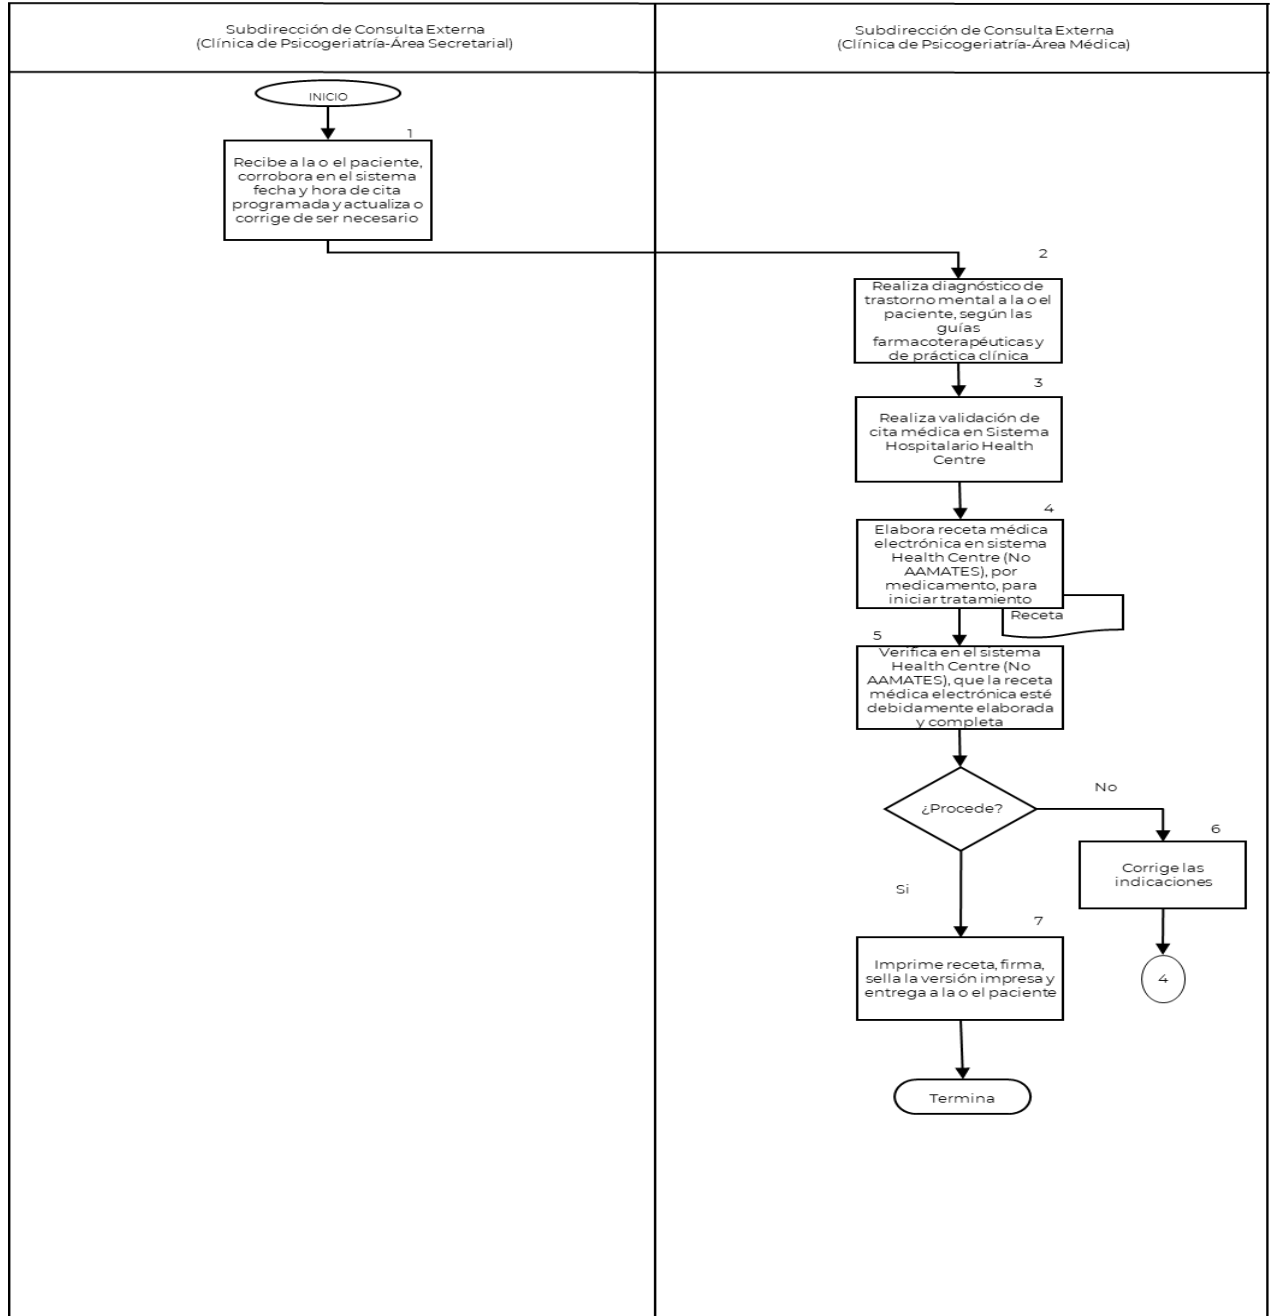 Subdirección de Consulta Externa
(Clínica de Psicogeriatría-Área Secretarial)
Subdirección de Consulta Externa
(Clínica de Psicogeriatría-Área Médica)
INICIO
1
Recibe a la o el paciente,
corrobora en el sistema
fecha y hora de cita
programada y actualiza o
corrige de ser necesario
2
Realiza diagnóstico de
trastorno mental a la o el
paciente, según las
guías
farmacoterapéuticas y
de práctica clínica
3
Realiza validación de
cita médica en Sistema
Hospitalario Health
Centre
4
Elabora receta médica
electrónica en sistema
Health Centre (No
AAMATES), por
medicamento, para
iniciar tratamiento
Receta
5
Verifica en el sistema
Health Centre (No
AAMATES), que la receta
médica electrónica esté
debidamente elaborada
y completa
¿Procede?
No
6
Corrige las
indicaciones
4
Si
7
Imprime receta, firma,
sella la versión impresa y
entrega a la o el paciente
Termina